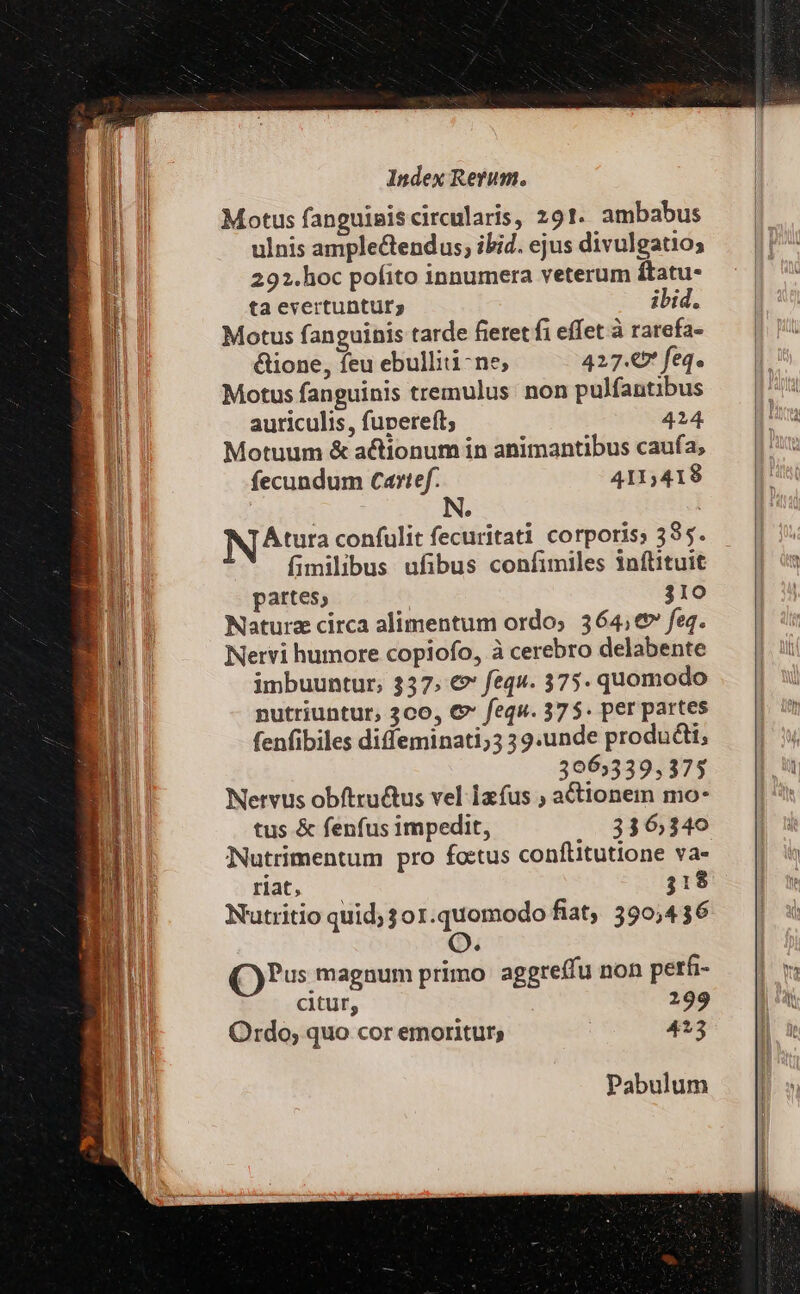 Index Rerum.
Motus ſanguinis circularis, 291. ambabus
ulnis amplectendus, ibid. ejus divulgatio,
292. hoc poſito innumera veterum ſtatu-
ta evertuntur, ibid.
Motus ſanguinis tarde fieret ſi eſſet à rarefa-
ctione, ſeu ebulliti-ne, 427. & ſeq.
Motus ſanguinis tremulus non pulſantibus
auriculis, ſupereſt, 424
Motuum & actionum in animantibus cauſa,
ſecundum Carteſ. 411,418
N.
NAtura conſulit ſecuritati corporis, 385.
ſimilibus uſibus conſimiles inſtituit
partes, 310
Naturæ circa alimentum ordo, 364, & ſeq.
Nervi humore copioſo, à cerebro delabente
imbuuntur, 337, & ſequ. 375. quomodo
nutriuntur, 300, & ſequ. 375. per partes
ſenſibiles diſſeminati, 339. unde producti,
306,339,375
Nervus obſtructus vel læſus, actionem mo-
tus & ſenſus impedit, 336,340
Nutrimentum pro fœtus conſtitutione va-
riat, 318
Nutritio quid, 301. quomodo fiat, 390,436
O.
OPus magnum primo aggreſſu non perfi-
citur, 299
Ordo, quo cor emoritur, 423
Pabulum